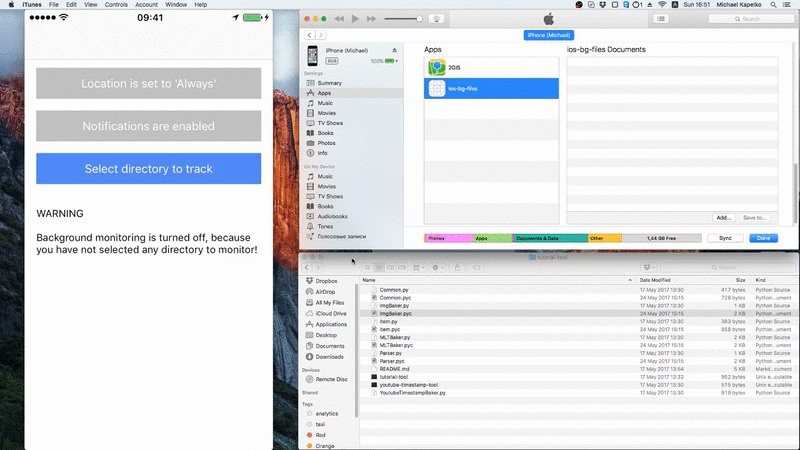 iTunes File Edit View Controls Account Window Help
Sun 16:51 Michael Kapelko
09:41
Location is set to 'Always'
Notifications are enabled
Select directory to track
WARNING
Background monitoring is turned off, because
you have not selected any directory to monitor!
Search
iPhone (Michael)
iPhone (Michael)
8GB 100%
Settings
Summary
Apps
Music
Movies
TV Shows
Books
Photos
Info
On My Device
Music
Movies
TV Shows
Books
Audiobooks
Tones
Голосовые записи
Apps
2GIS
ios-bg-files
ios-bg-files Documents
Add... Save to...
Photos Apps Documents & Data Other 1,44 GB Free Sync Done
tutorial-tool
Search
Dropbox
AirDrop
All My Files
iCloud Drive
Applications
Desktop
Documents
Downloads
Devices
Remote Disc
Shared
Tags
analytics
taxi
Red
Orange
Name Date Modified Size Kind
Common.py 17 May 2017 13:30 417 bytes Python Source
Common.pyc 24 May 2017 15:15 728 bytes Python...ument
ImgBaker.py 17 May 2017 13:30 1 KB Python Source
ImgBaker.pyc 24 May 2017 15:15 2 KB Python...ument
Item.py 17 May 2017 13:30 383 bytes Python Source
Item.pyc 24 May 2017 15:15 858 bytes Python...ument
MLTBaker.py 17 May 2017 13:30 2 KB Python Source
MLTBaker.pyc 24 May 2017 15:15 2 KB Python...ument
Parser.py 17 May 2017 13:30 1 KB Python Source
Parser.pyc 24 May 2017 15:15 2 KB Python...ument
README.md 17 May 2017 13:54 5 KB Markd...cument
tutorial-tool 17 May 2017 13:33 952 bytes Unix e...cutable
youtube-timestamp-tool 17 May 2017 13:30 515 bytes Unix e...cutable
YoutubeTimestampBaker.py 17 May 2017 13:30 945 bytes Python Source